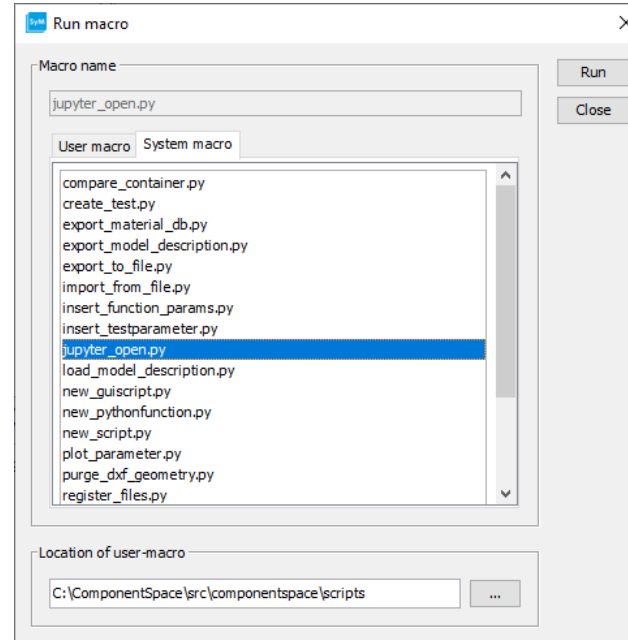 SyM Run macro
Macro name
Run
jupyter_open.py
Close
User macro System macro
compare_container.py
create_test.py
export_material_db.py
export_model_description.py
export_to_file.py
import_from_file.py
insert_function_params.py
insert_testparameter.py
jupyter_open.py
load_model_description.py
new_guiscript.py
new_pythonfunction.py
new_script.py
plot_parameter.py
purge_dxf_geometry.py
register_files.py
Location of user-macro
C:\ComponentSpace\src\componentspace\scripts ...